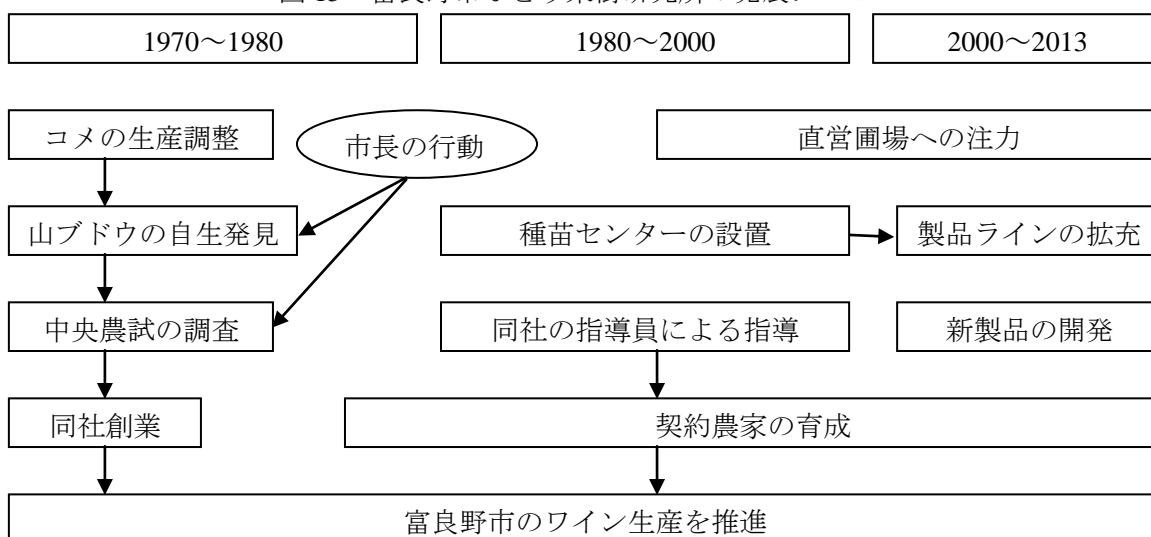 1970～1980 1980～2000 2000～2013
コメの生産調整 市長の行動 直営圃場への注力
山ブドウの自生発見 種苗センターの設置 製品ラインの拡充
中央農試の調査 同社の指導員による指導 新製品の開発
同社創業 契約農家の育成
富良野市のワイン生産を推進